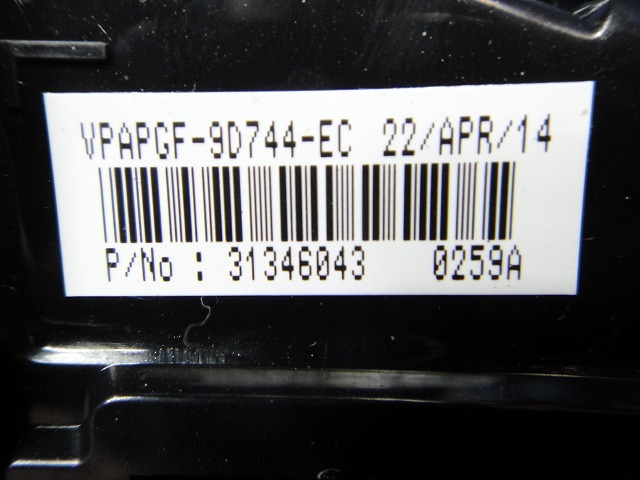 VPAPGF-9D744-EC 22/APR/14
P/No : 31346043 0259A